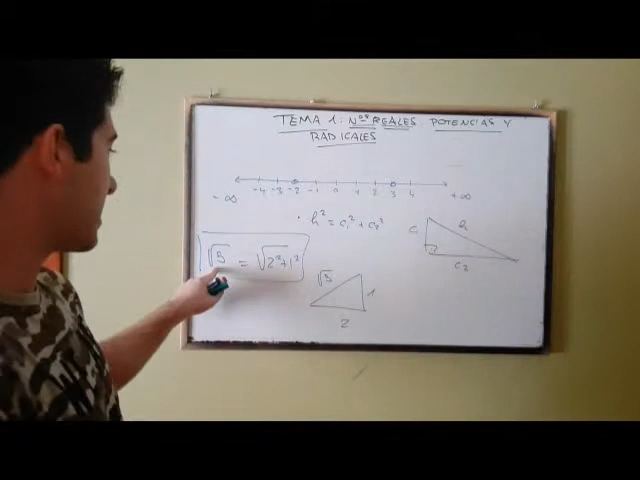 TEMA 1: Nos REALES POTENCIAS Y
RADICALES
-∞ -4 -3 -2 -1 0 1 2 3 4 +∞
h² = c₁² + c₂²
c₁ h
c₂
√5 = √2²+1²
√5 1
2